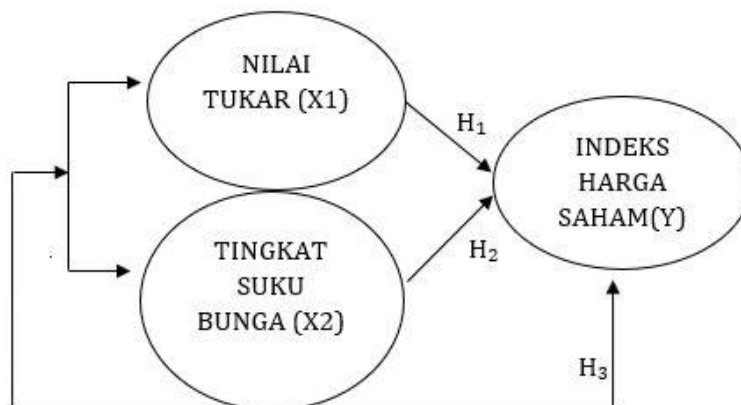 NILAI
TUKAR (X1)
H₁
INDEKS
HARGA
SAHAM(Y)
TINGKAT
SUKU
BUNGA (X2)
H₂
H₃